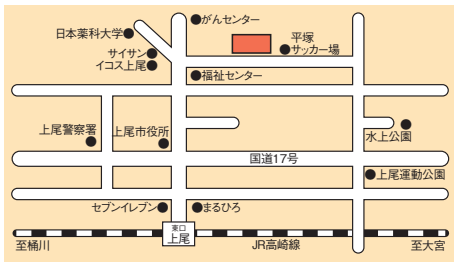 がんセンター
日本薬科大学
平塚
サッカー場
サイサン
イコス上尾
福祉センター
上尾警察署
上尾市役所
水上公園
国道17号
上尾運動公園
セブンイレブン
まるひろ
東口
上尾
至桶川
JR高崎線
至大宮